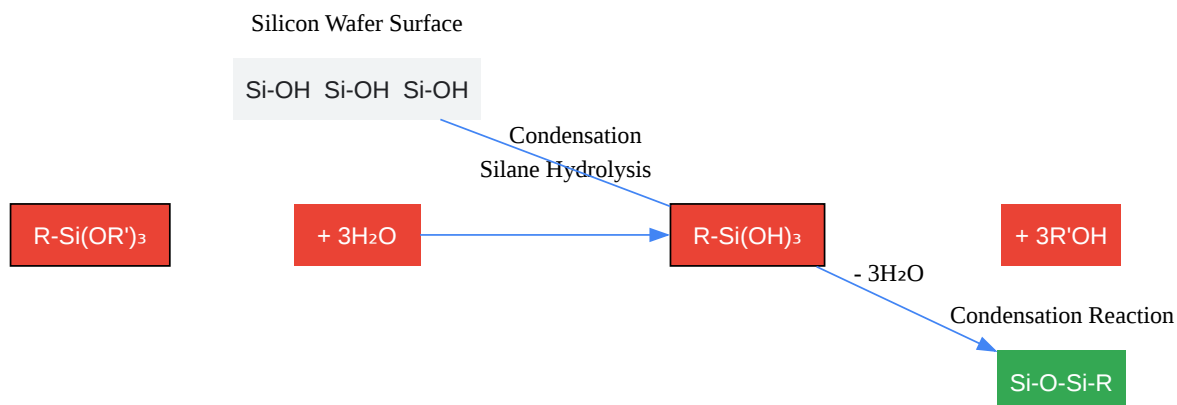 Silicon Wafer Surface
Si-OH Si-OH Si-OH
Condensation
Silane Hydrolysis
R-Si(OR')₃
+ 3H₂O
R-Si(OH)₃
+ 3R'OH
- 3H₂O
Condensation Reaction
Si-O-Si-R